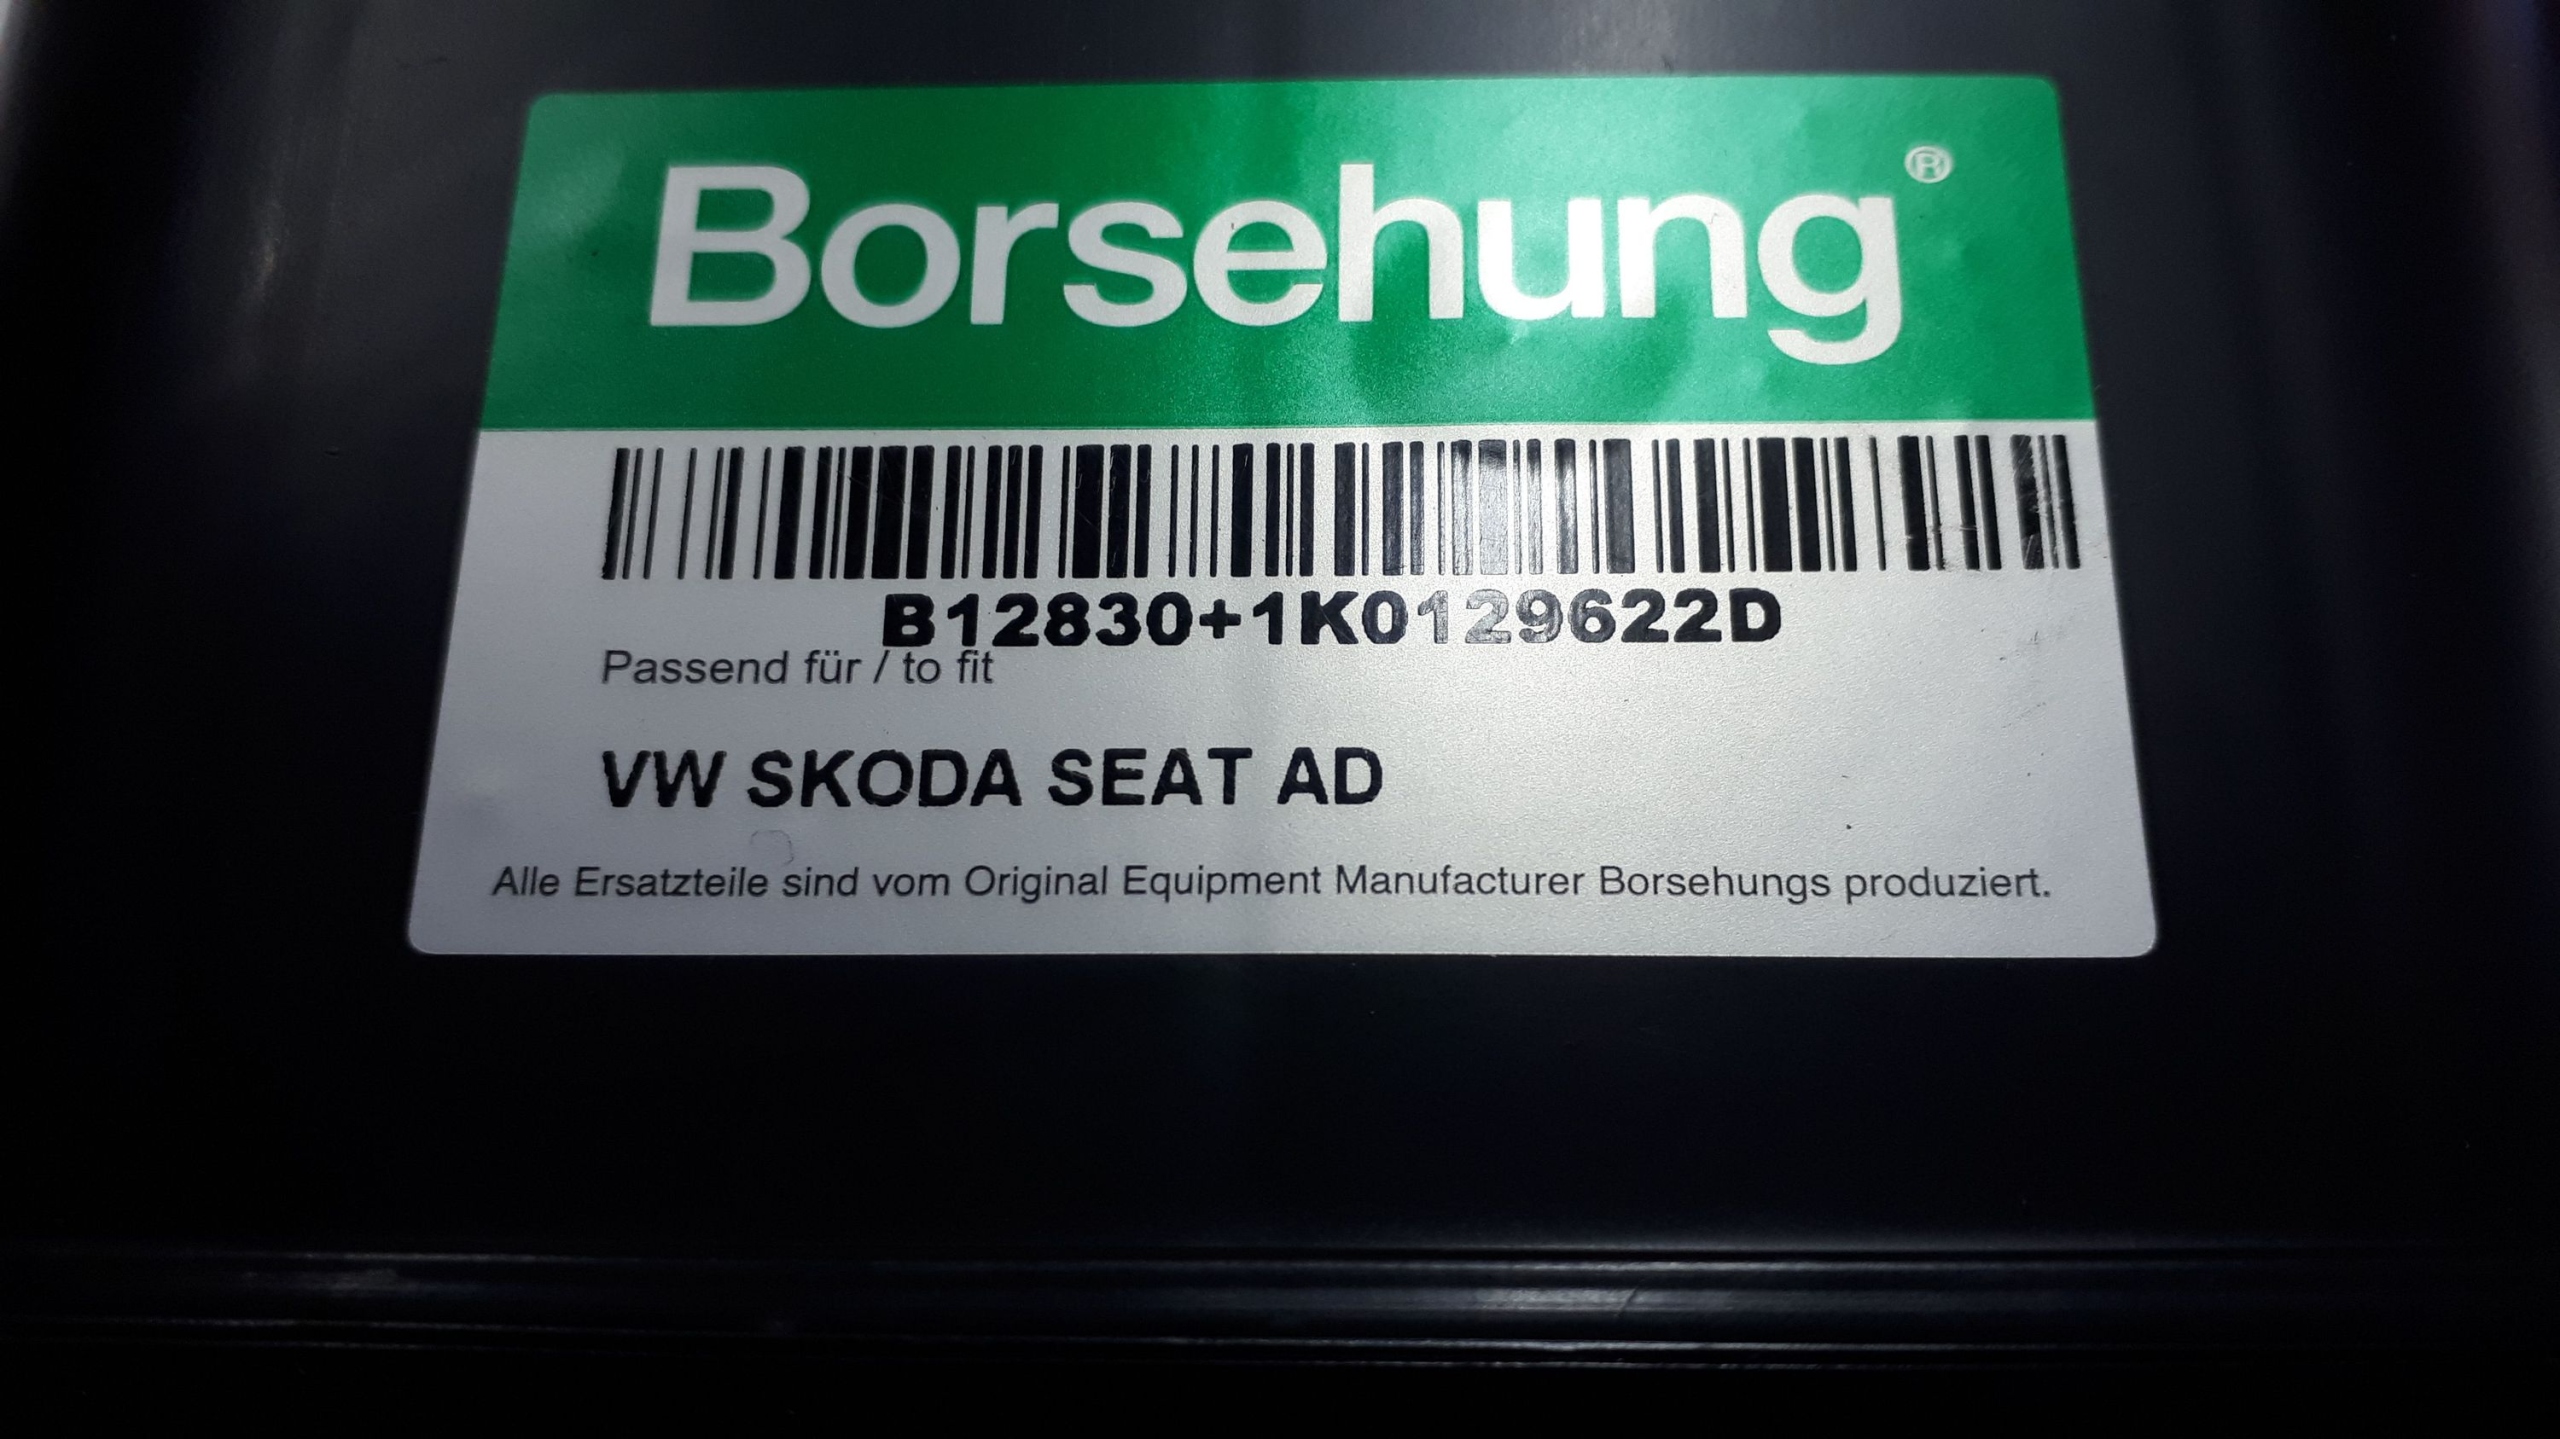 Borsehung®
B12830+1K0129622D
Passend für / to fit
VW SKODA SEAT AD
Alle Ersatzteile sind vom Original Equipment Manufacturer Borsehungs produziert.